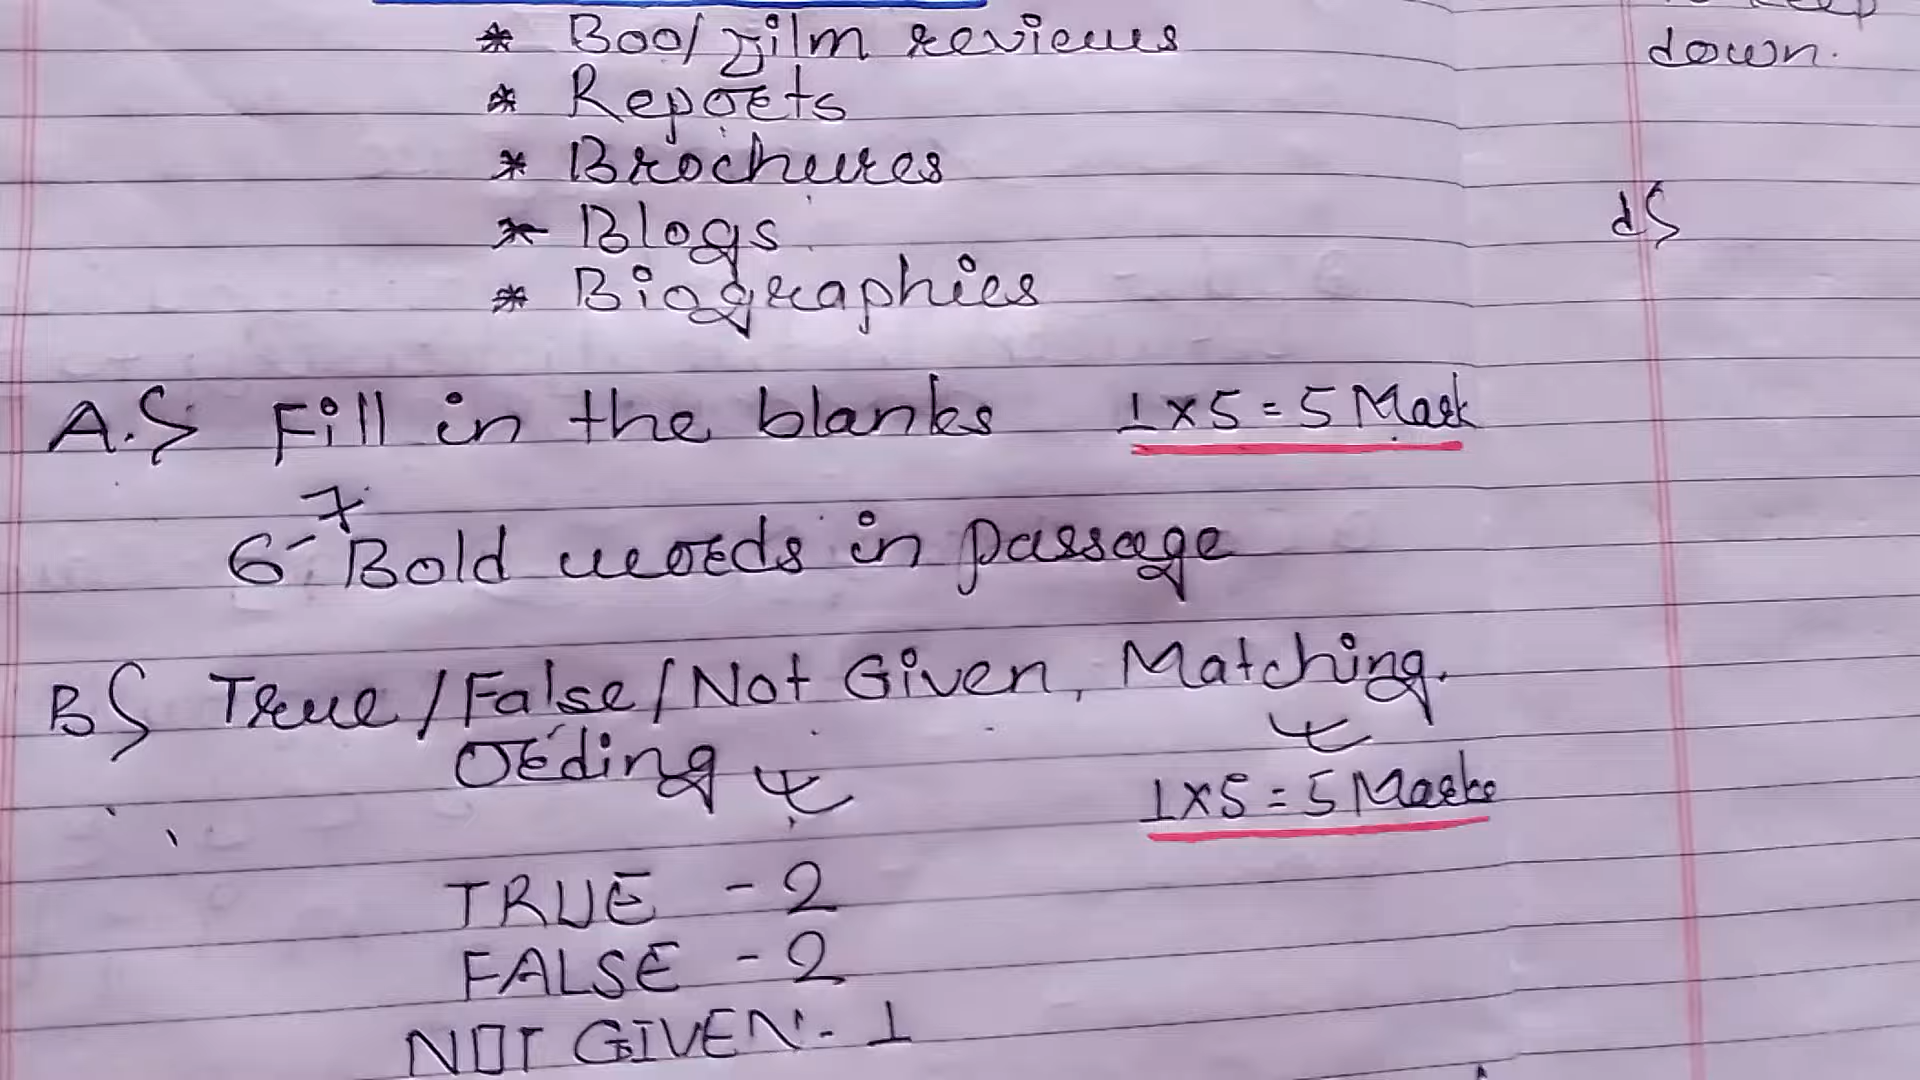 * Boo/film reviews
* Reports
* Brochures
* Blogs
* Biographies
A.> Fill in the blanks 1x5=5 Mark
6-7 Bold words in passage
B> True/False/Not Given, Matching.
Ording
1x5=5 Marks
TRUE - 2
FALSE - 2
NOT GIVEN - 1
down.